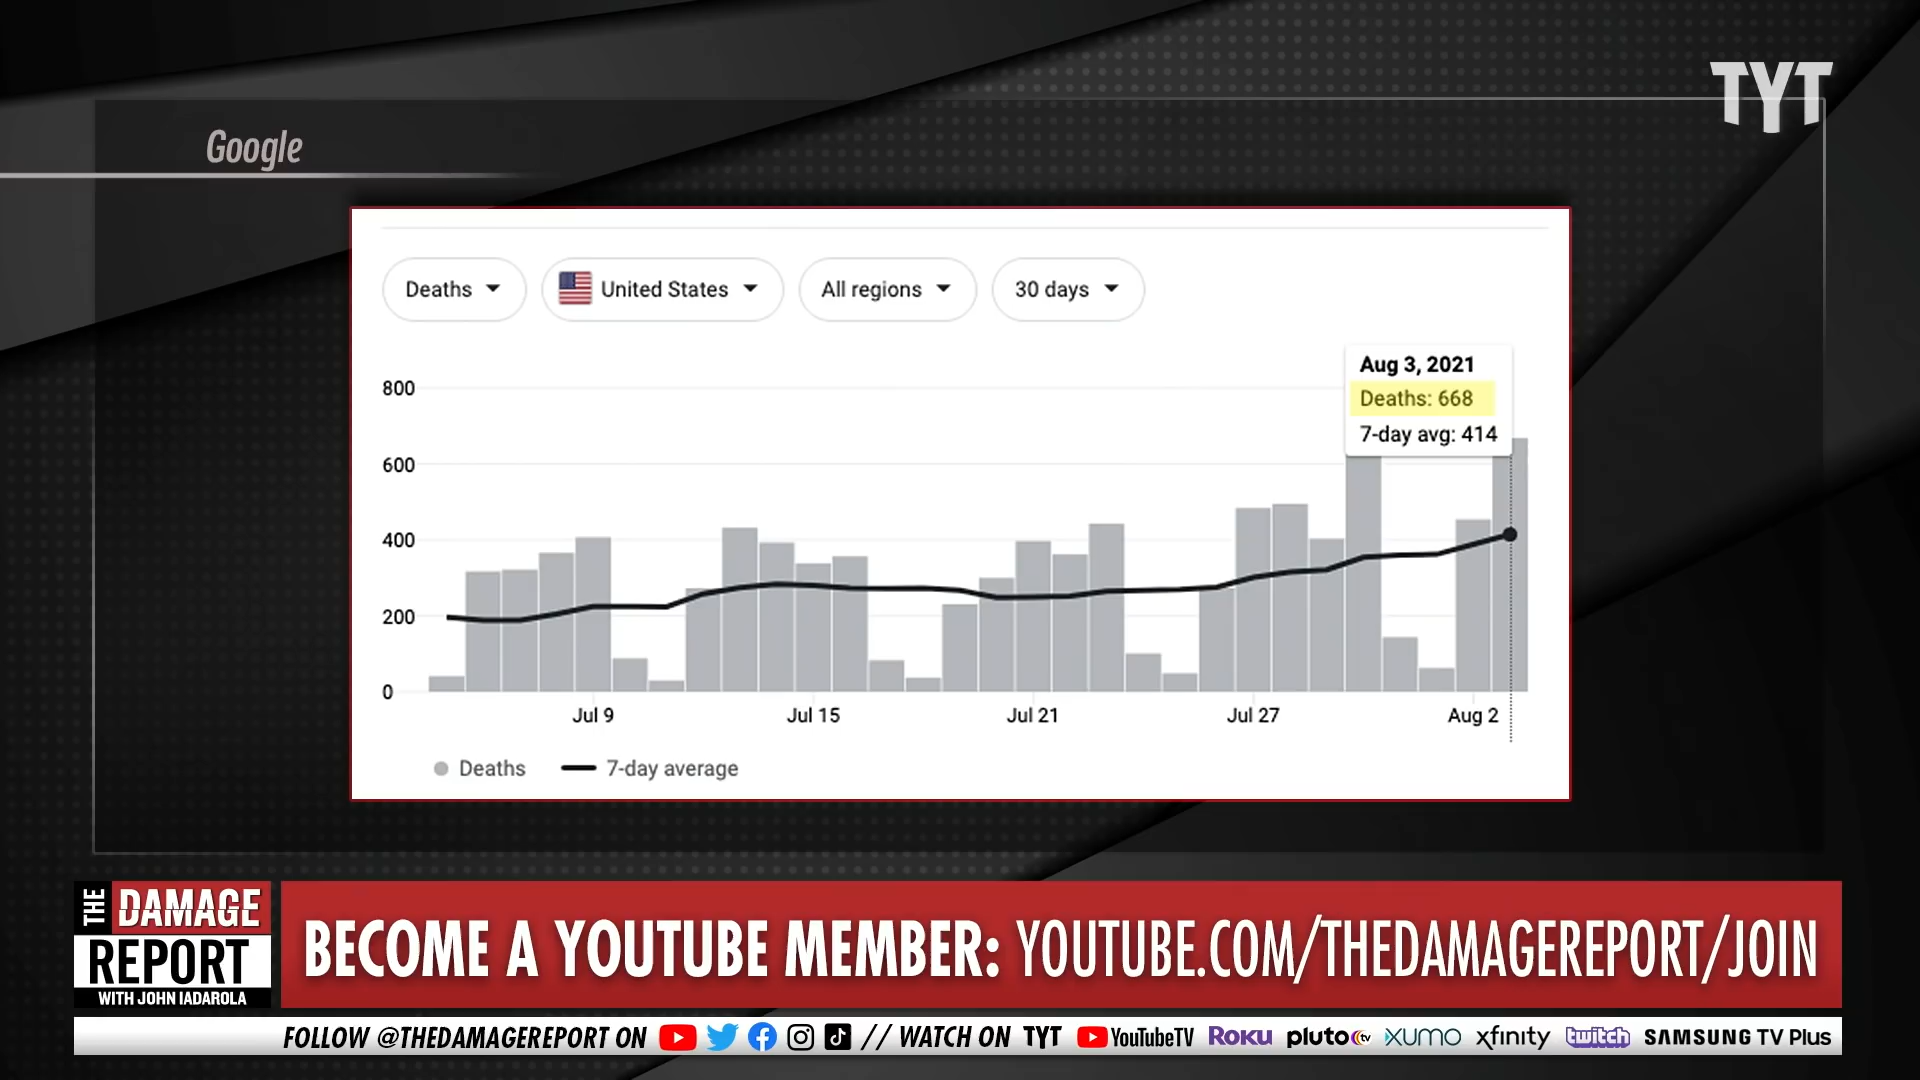 TYT
Google
Deaths
United States
All regions
30 days
Aug 3, 2021
Deaths: 668
7-day avg: 414
800
600
400
200
0
Jul 9
Jul 15
Jul 21
Jul 27
Aug 2
Deaths
7-day average
THE DAMAGE REPORT
WITH JOHN IADAROLA
BECOME A YOUTUBE MEMBER: YOUTUBE.COM/THEDAMAGEREPORT/JOIN
FOLLOW @THEDAMAGEREPORT ON // WATCH ON TYT YouTubeTV ROKU pluto tv XUMO xfinity twitch SAMSUNG TV Plus